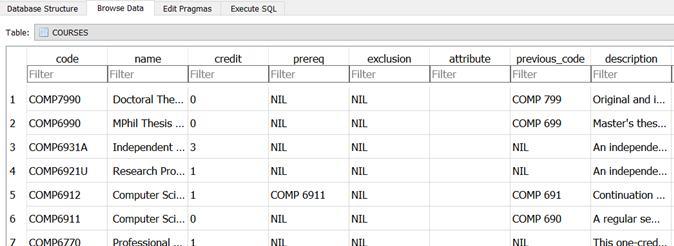 Database Structure Browse Data Edit Pragmas Execute SQL
Table: COURSES
code name credit prereq exclusion attribute previous_code description
Filter Filter Filter Filter Filter Filter Filter Filter
1 COMP7990 Doctoral The... 0 NIL NIL COMP 799 Original and i...
2 COMP6990 MPhil Thesis ... 0 NIL NIL COMP 699 Master's thes...
3 COMP6931A Independent ... 3 NIL NIL NIL An independe...
4 COMP6921U Research Pro... 1 NIL NIL NIL An independe...
5 COMP6912 Computer Sci... 1 COMP 6911 NIL COMP 691 Continuation ...
6 COMP6911 Computer Sci... 0 NIL NIL COMP 690 A regular se...
7 COMP6770 Professional ... 1 NIL NIL NIL This one-cred...